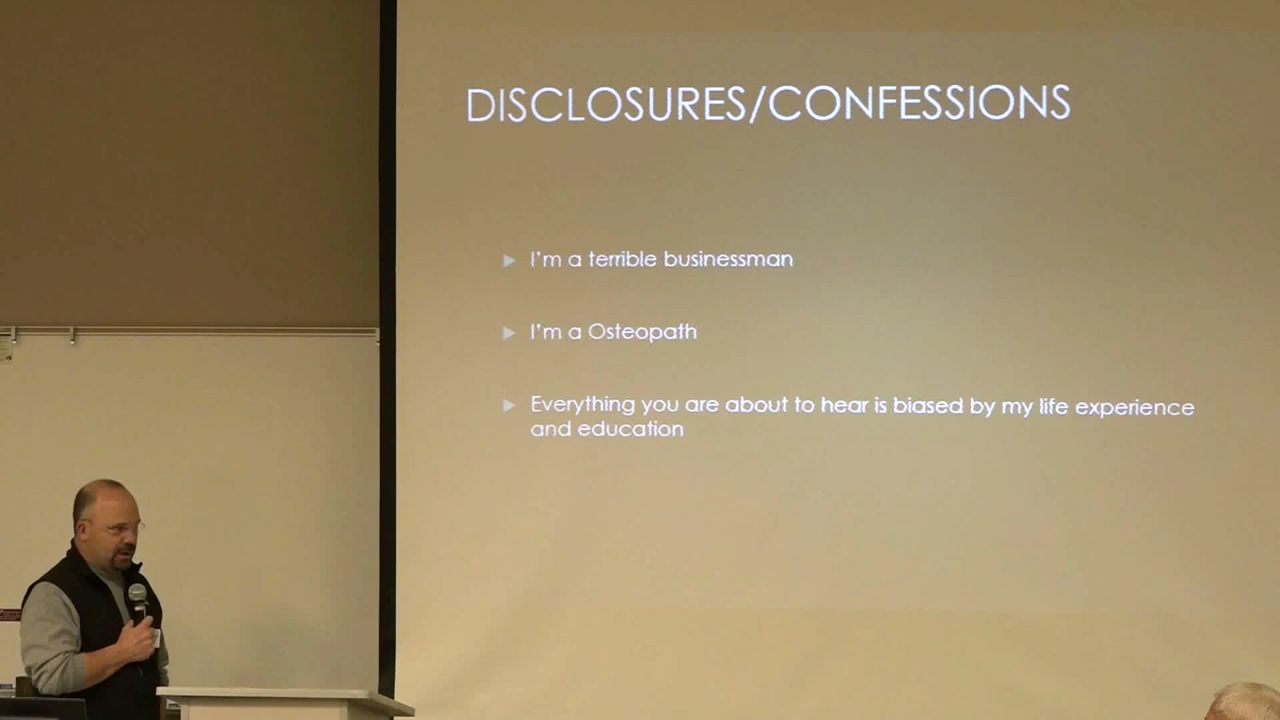 DISCLOSURES/CONFESSIONS
I'm a terrible businessman
I'm a Osteopath
Everything you are about to hear is biased by my life experience
and education